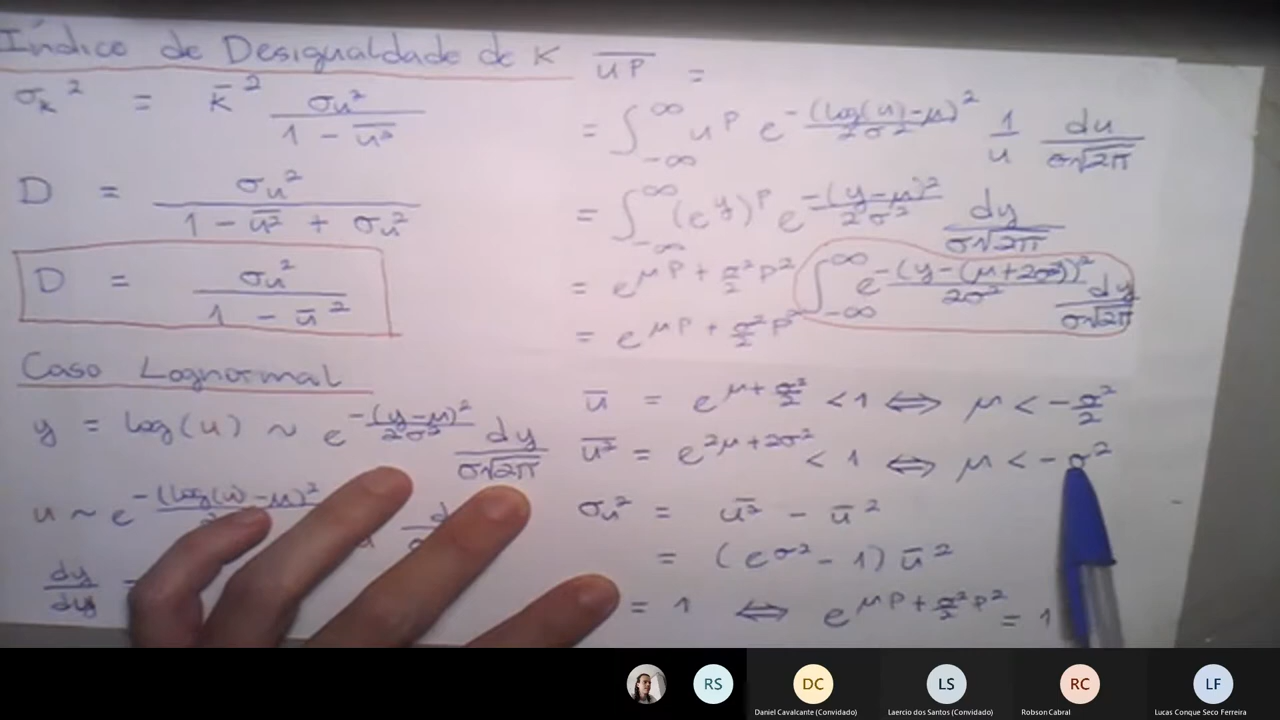 Índice de Desigualdade de K
σ_k² = k̄² σ_u² / (1 - \overline{u²})
D = σ_u² / (1 - \overline{u²} + σ_u²)
D = σ_u² / (1 - ū²)
Caso Lognormal
y = log(u) ~ e^{-(y-μ)²/2σ²} dy/(σ√2π)
u ~ e^{-(log(u)-μ)²
dy/dy =
\overline{u^p} =
= ∫_{-∞}^{∞} u^p e^{-(log(u)-μ)²/2σ²} 1/u du/(σ√2π)
= ∫_{-∞}^{∞} (e^y)^p e^{-(y-μ)²/2σ²} dy/(σ√2π)
= e^{μp + σ²/2 p²} ∫_{-∞}^{∞} e^{-(y-(μ+2σ²))²/2σ²} dy/(σ√2π)
= e^{μp + σ²/2 p²}
ū = e^{μ+σ²/2} < 1 ⟺ μ < -σ²/2
\overline{u²} = e^{2μ+2σ²} < 1 ⟺ μ < -σ²
σ_u² = \overline{u²} - ū²
= (e^{σ²} - 1) ū²
= 1 ⟺ e^{μp + σ²/2 p²} = 1
RS
DC
LS
RC
LF
Daniel Cavalcante (Convidado)
Laercio dos Santos (Convidado)
Robson Cabral
Lucas Conque Seco Ferreira